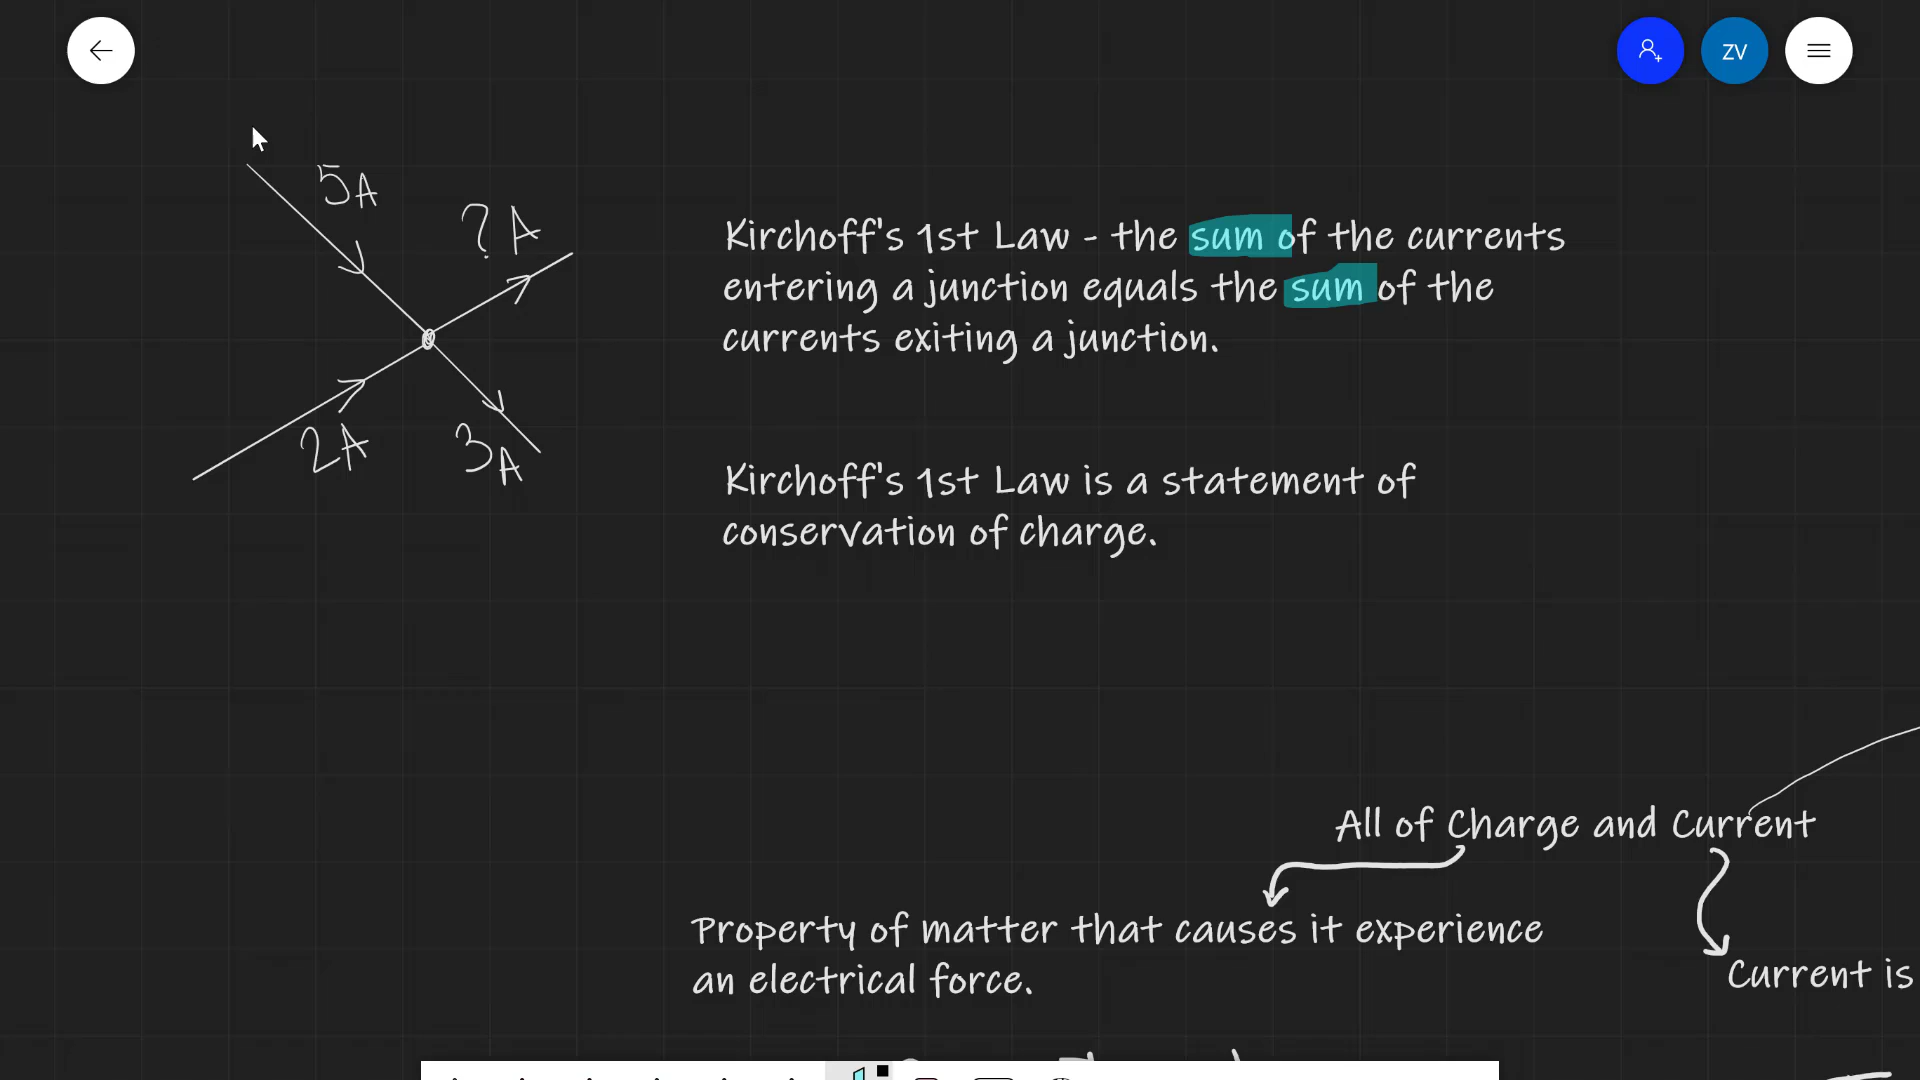 ZV
5A
?A
2A
3A
Kirchoff's 1st Law - the sum of the currents
entering a junction equals the sum of the
currents exiting a junction.
Kirchoff's 1st Law is a statement of
conservation of charge.
All of Charge and Current
Property of matter that causes it experience
an electrical force.
Current is